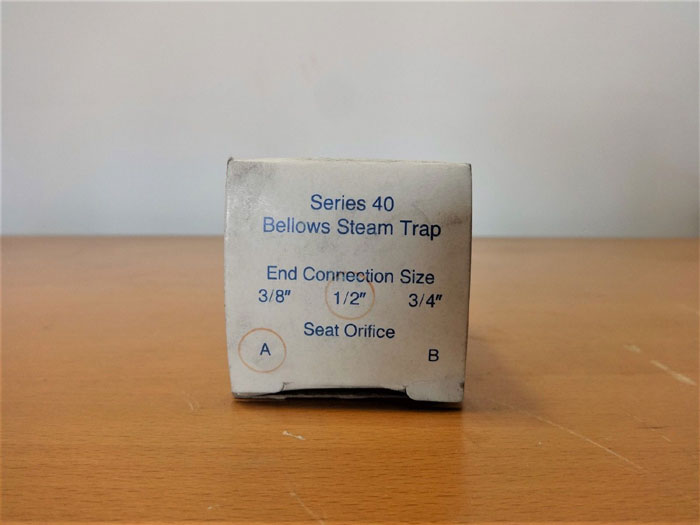 Series 40
Bellows Steam Trap
End Connection Size
3/8" 1/2" 3/4"
Seat Orifice
A B